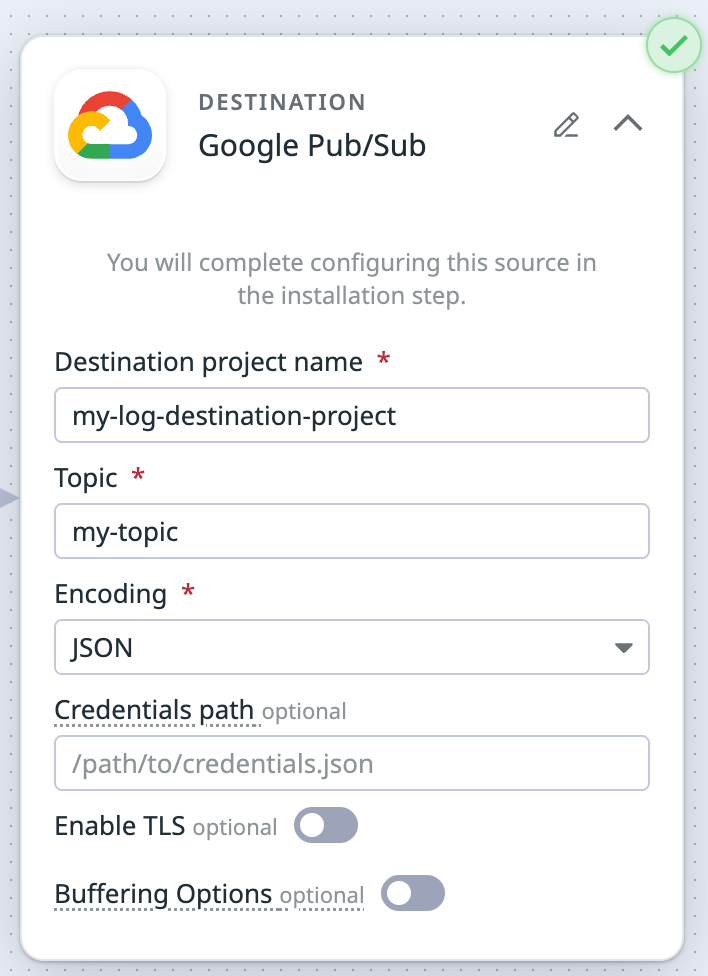 DESTINATION
Google Pub/Sub
You will complete configuring this source in
the installation step.
Destination project name *
my-log-destination-project
Topic *
my-topic
Encoding *
JSON
Credentials path optional
/path/to/credentials.json
Enable TLS optional
Buffering Options optional